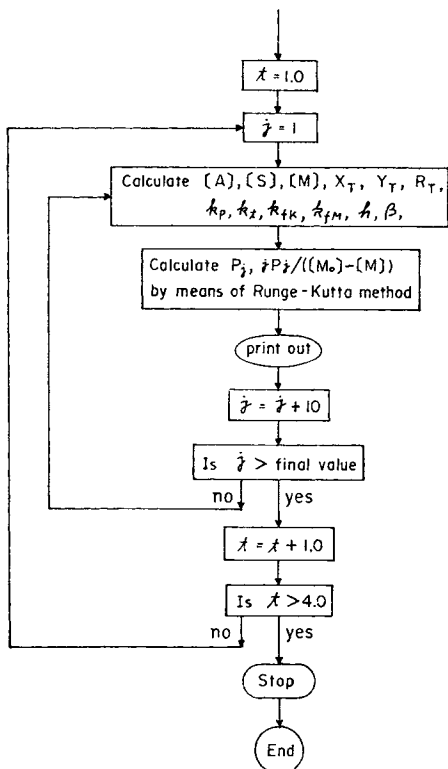 t = 1.0
j = 1
Calculate [A], [S], [M], X_T, Y_T, R_T,
k_p, k_t, k_fK, k_fM, h, β,
Calculate P_j, jP_j/([M_o]-[M])
by means of Runge-Kutta method
print out
j = j + 10
Is j > final value
no yes
t = t + 1.0
Is t > 4.0
no yes
Stop
End